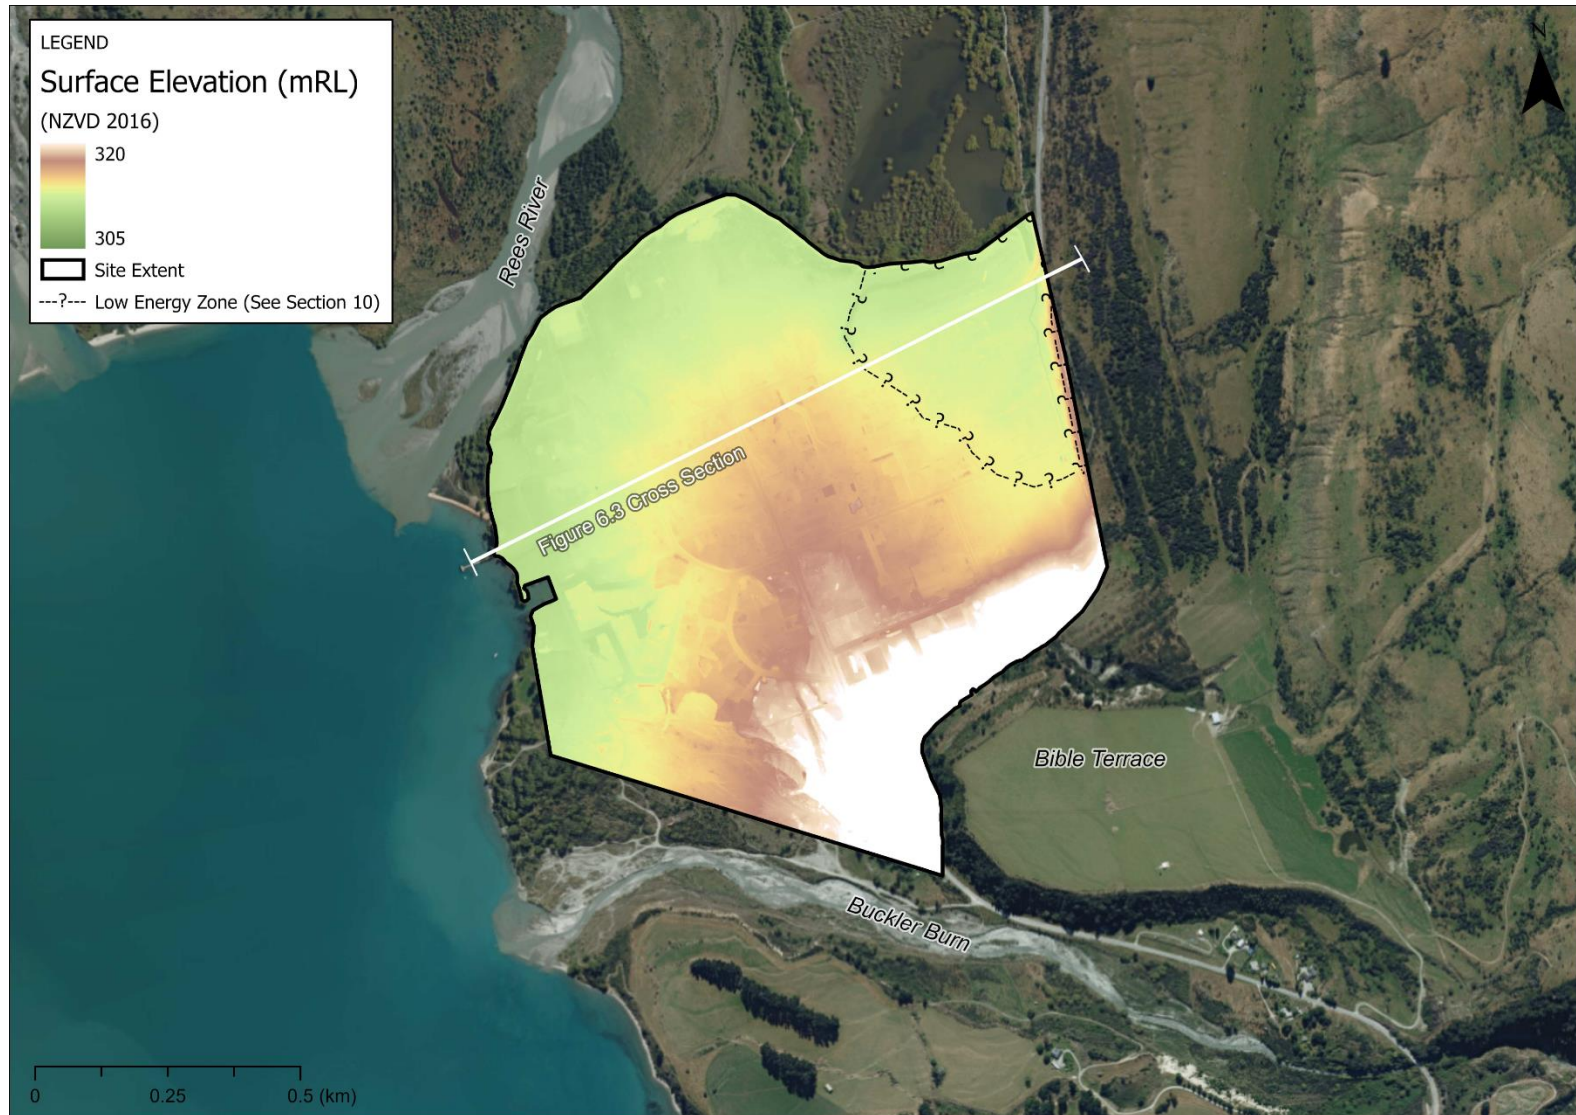 LEGEND
Surface Elevation (mRL)
(NZVD 2016)
320
305
Site Extent
---?--- Low Energy Zone (See Section 10)
N
Rees River
Figure 6.3 Cross Section
Bible Terrace
Buckler Burn
0 0.25 0.5 (km)